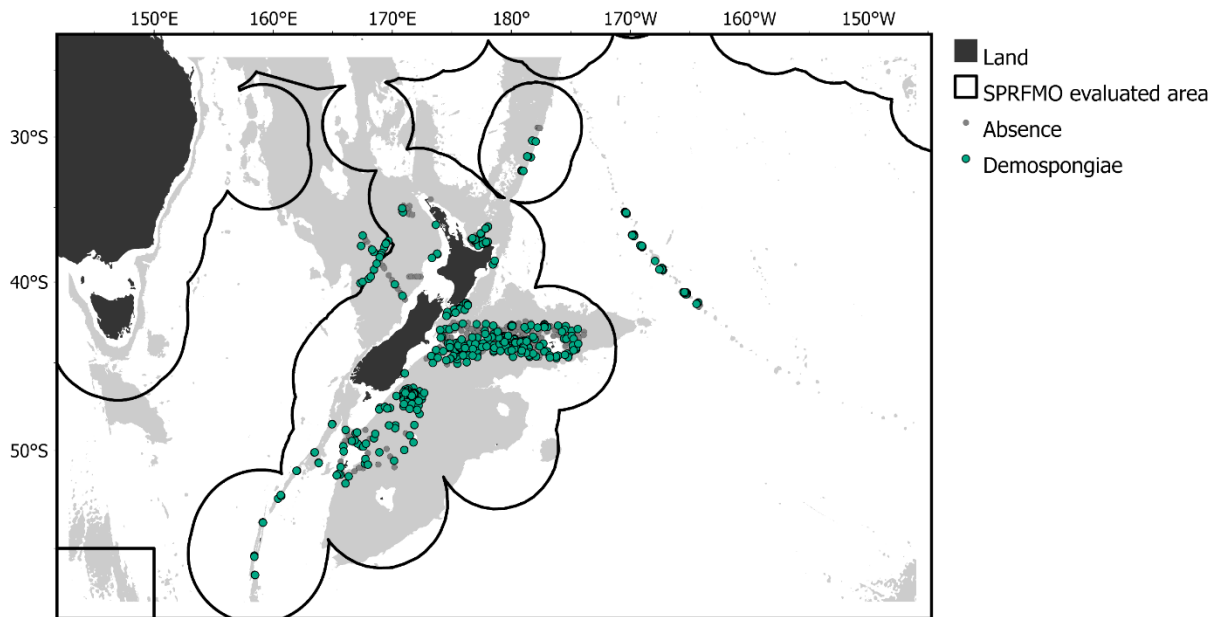 150°E 160°E 170°E 180° 170°W 160°W 150°W
30°S
40°S
50°S
Land
SPRFMO evaluated area
Absence
Demospongiae